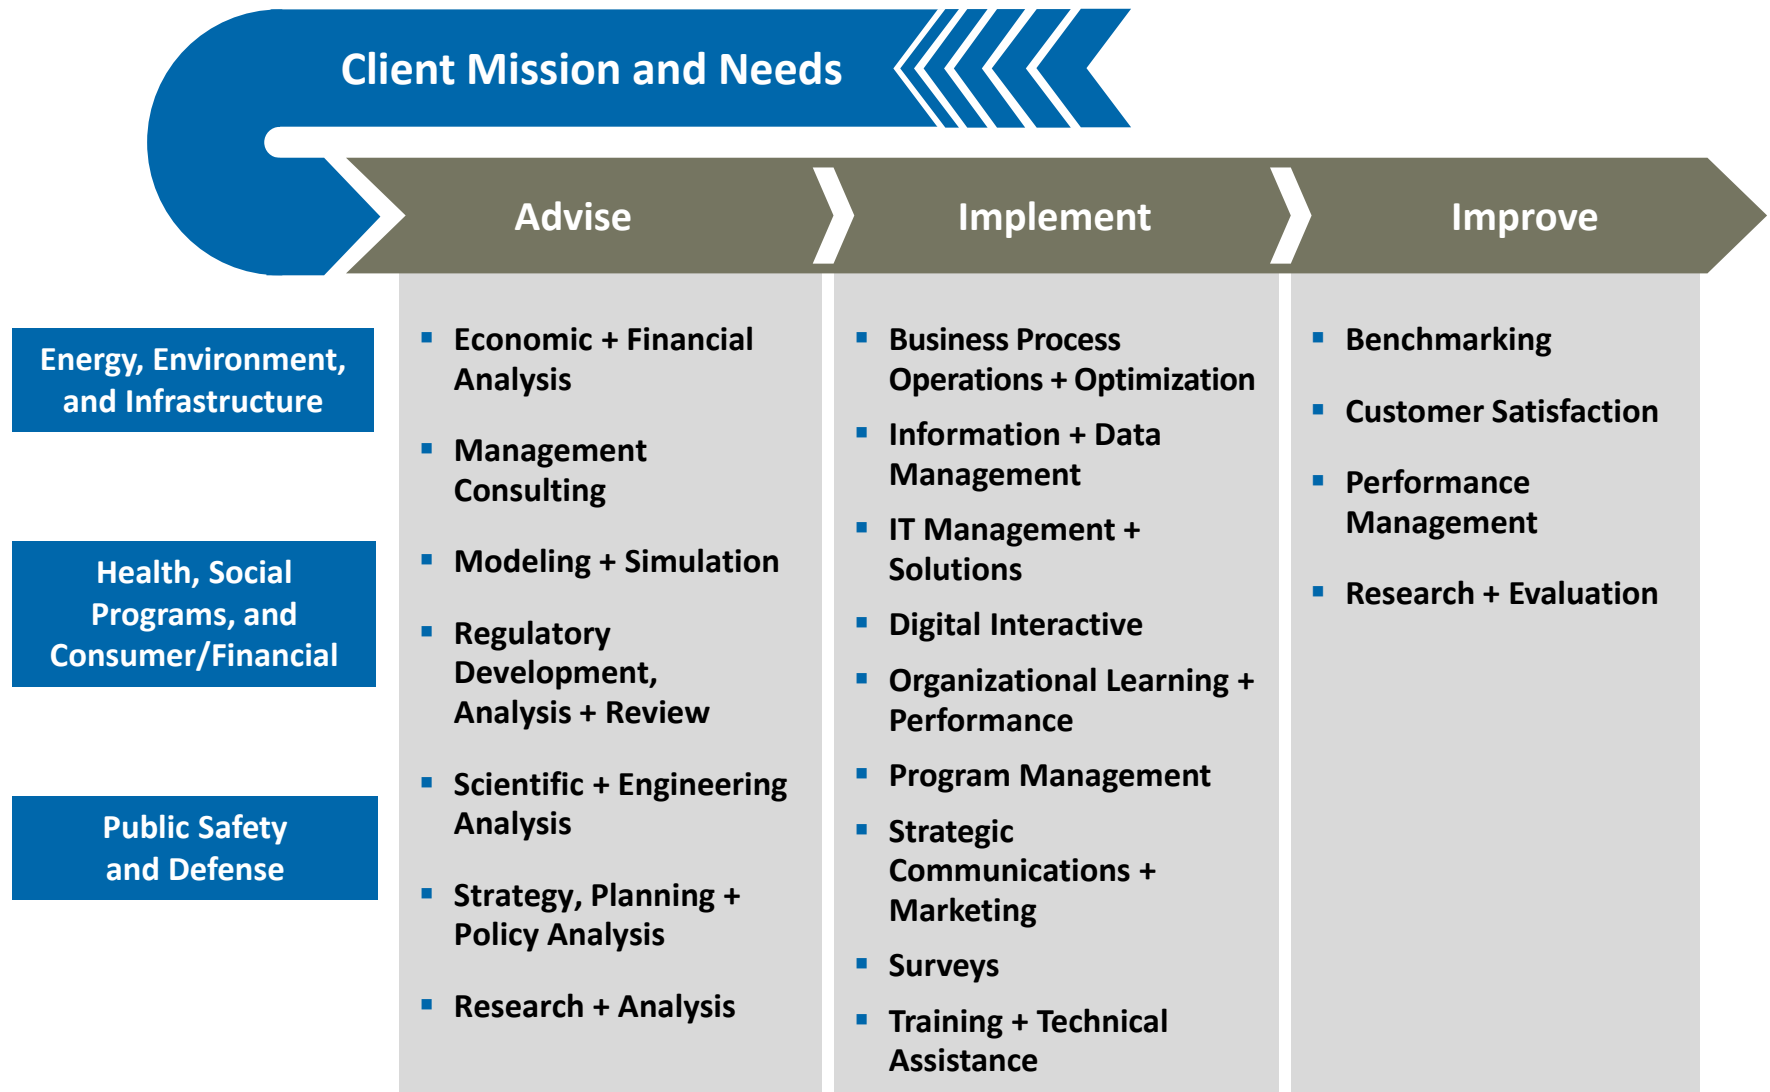 Client Mission and Needs
Advise
Implement
Improve
Energy, Environment,
and Infrastructure
Health, Social
Programs, and
Consumer/Financial
Public Safety
and Defense
Economic + Financial
Analysis
Management
Consulting
Modeling + Simulation
Regulatory
Development,
Analysis + Review
Scientific + Engineering
Analysis
Strategy, Planning +
Policy Analysis
Research + Analysis
Business Process
Operations + Optimization
Information + Data
Management
IT Management +
Solutions
Digital Interactive
Organizational Learning +
Performance
Program Management
Strategic
Communications +
Marketing
Surveys
Training + Technical
Assistance
Benchmarking
Customer Satisfaction
Performance
Management
Research + Evaluation